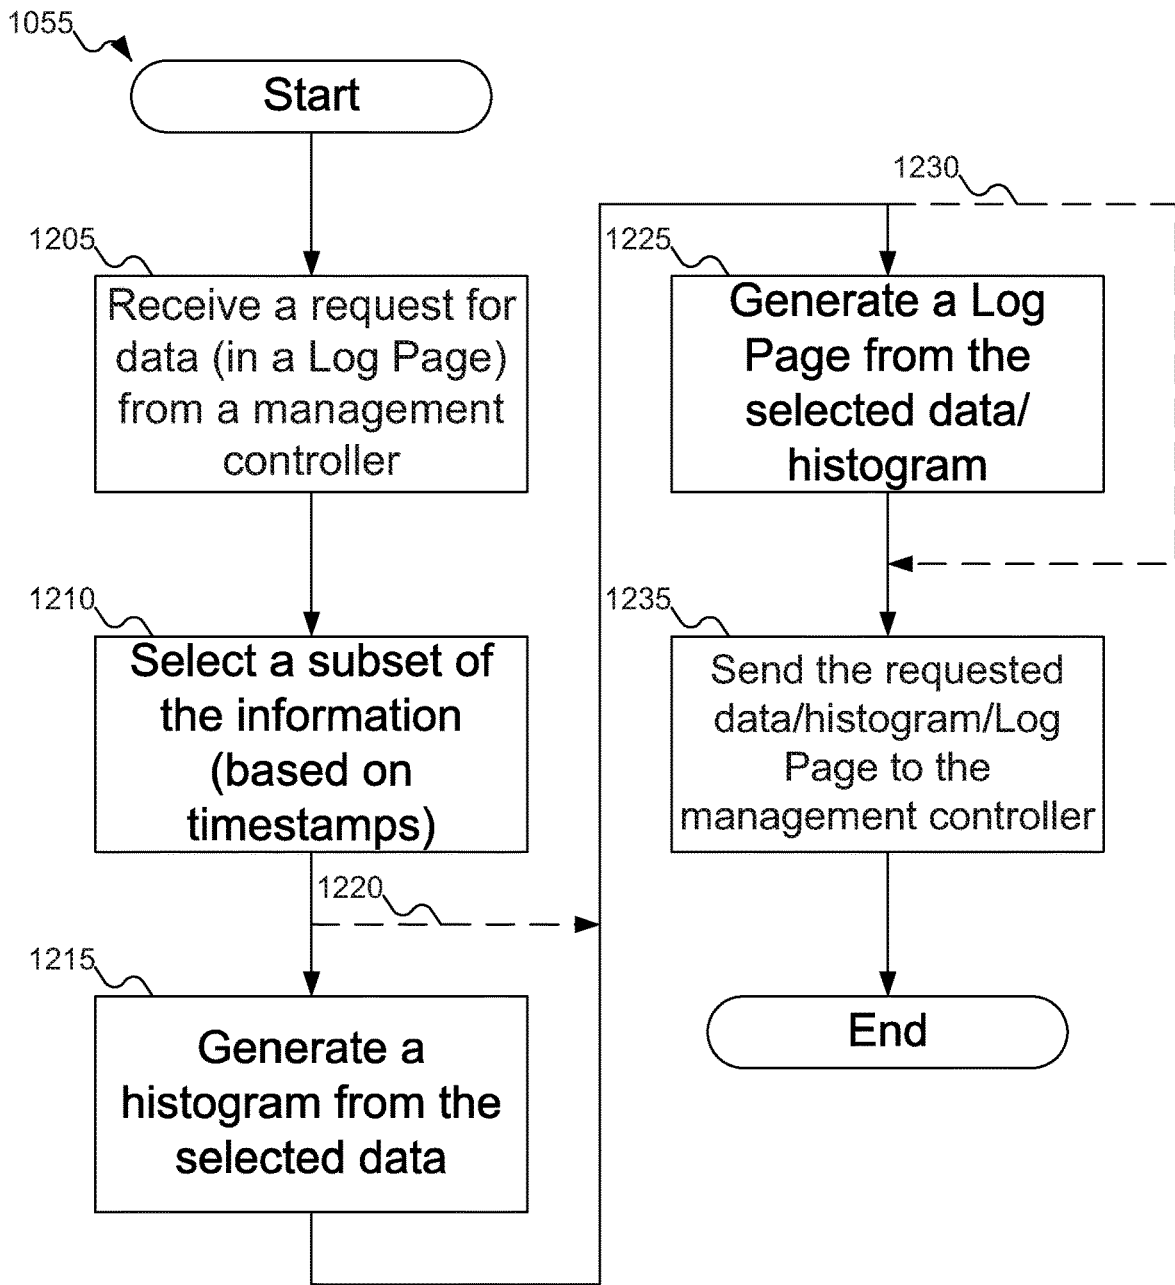 1055
Start
1205
Receive a request for
data (in a Log Page)
from a management
controller
1210
Select a subset of
the information
(based on
timestamps)
1220
1215
Generate a
histogram from the
selected data
1230
1225
Generate a Log
Page from the
selected data/
histogram
1235
Send the requested
data/histogram/Log
Page to the
management controller
End